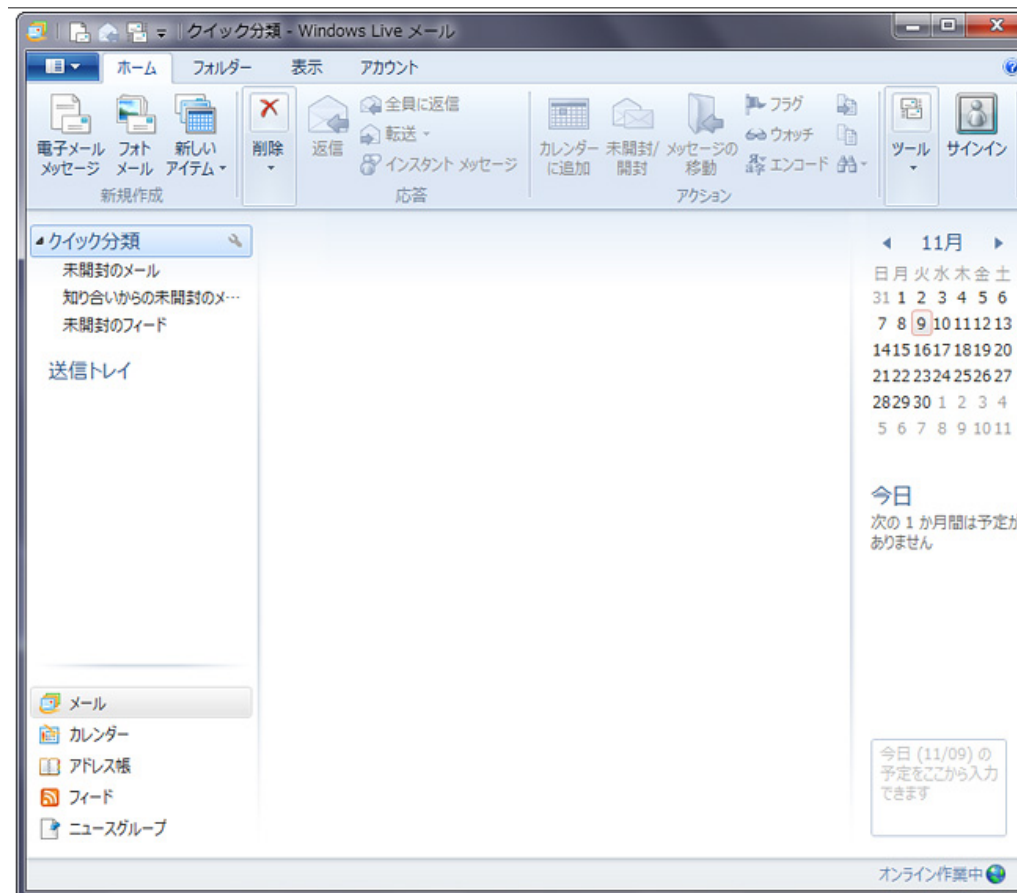 クイック分類 - Windows Live メール
ホーム フォルダー 表示 アカウント
電子メール
メッセージ
フォト
メール
新しい
アイテム
新規作成
削除
返信
全員に返信
転送
インスタント メッセージ
応答
カレンダー
に追加
未開封/
開封
メッセージの
移動
フラグ
ウォッチ
エンコード
アクション
ツール
サインイン
クイック分類
未開封のメール
知り合いからの未開封のメ…
未開封のフィード
送信トレイ
メール
カレンダー
アドレス帳
フィード
ニュースグループ
11月
日 月 火 水 木 金 土
31 1 2 3 4 5 6
7 8 9 10 11 12 13
14 15 16 17 18 19 20
21 22 23 24 25 26 27
28 29 30 1 2 3 4
5 6 7 8 9 10 11
今日
次の 1 か月間は予定が
ありません
今日 (11/09) の
予定をここから入力
できます
オンライン作業中